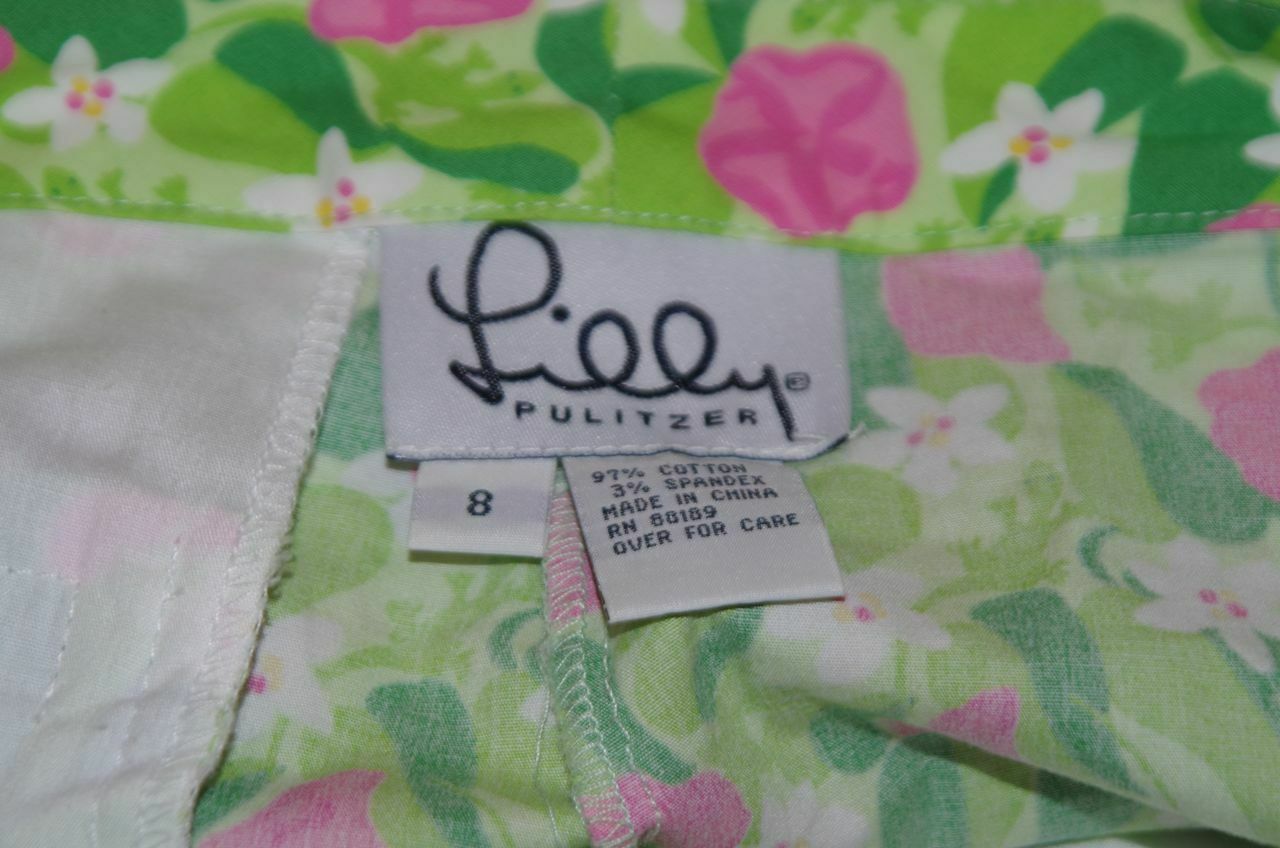 Lilly®
PULITZER
8
97% COTTON
3% SPANDEX
MADE IN CHINA
RN 88189
OVER FOR CARE